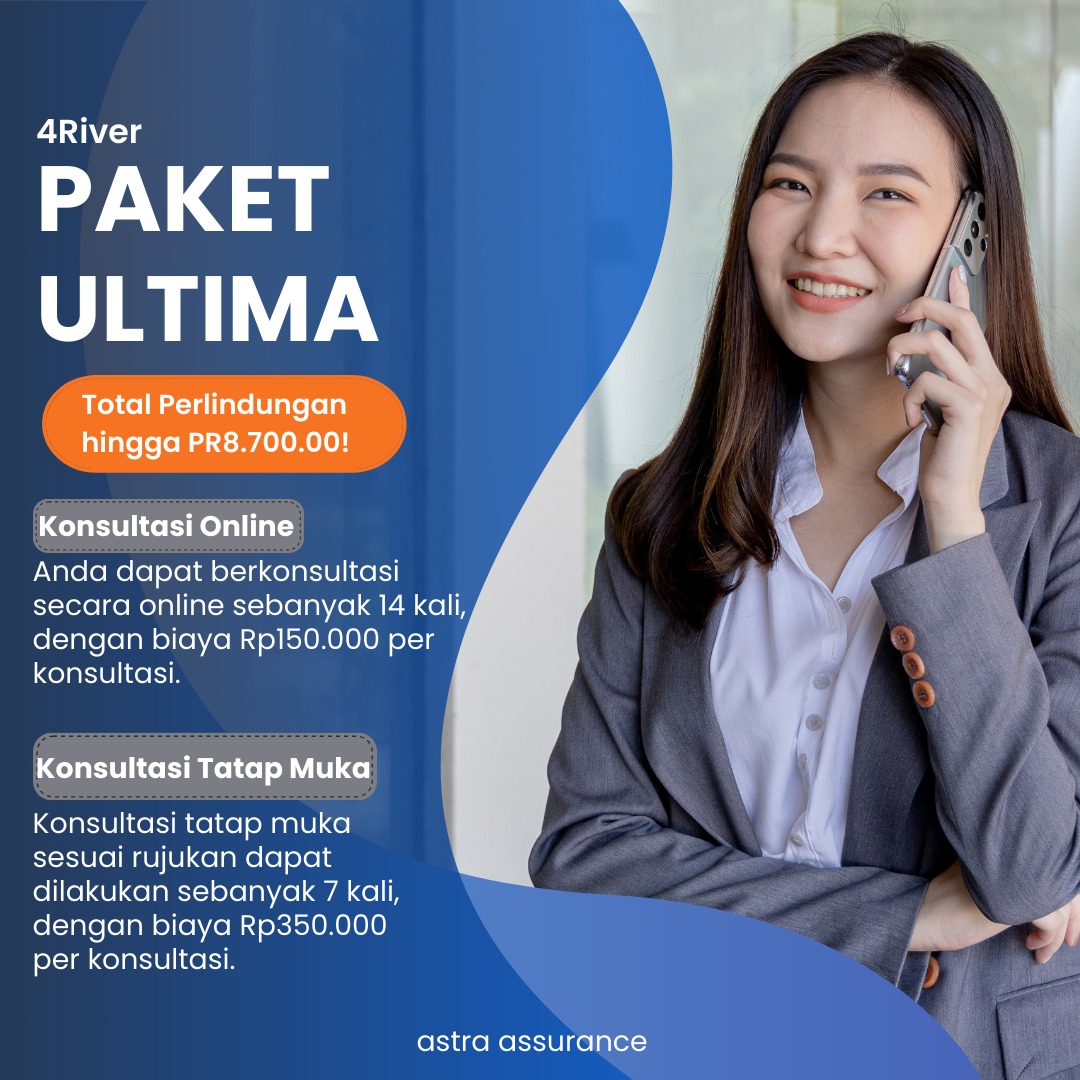 4River
PAKET
ULTIMA
Total Perlindungan
hingga PR8.700.00!
Konsultasi Online
Anda dapat berkonsultasi
secara online sebanyak 14 kali,
dengan biaya Rp150.000 per
konsultasi.
Konsultasi Tatap Muka
Konsultasi tatap muka
sesuai rujukan dapat
dilakukan sebanyak 7 kali,
dengan biaya Rp350.000
per konsultasi.
astra assurance